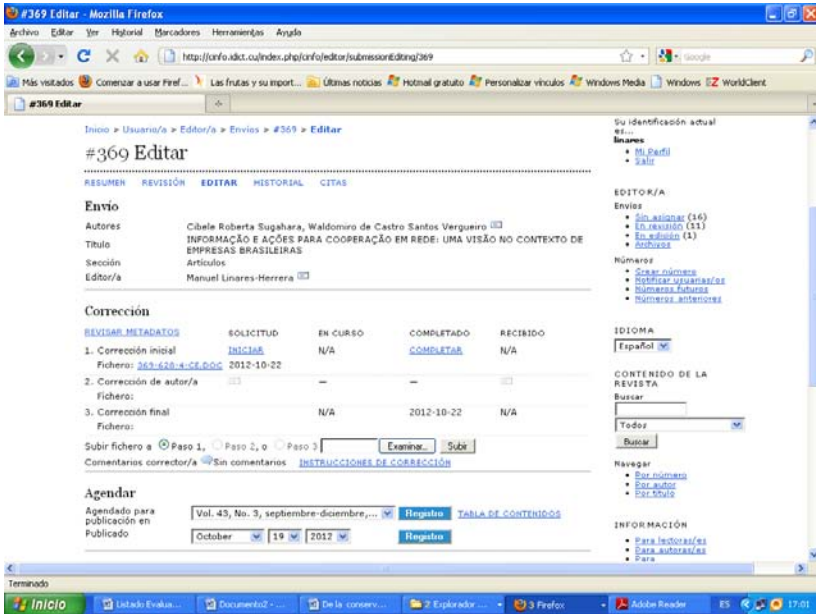 #369 Editar - Mozilla Firefox
Archivo Editar Ver Historial Marcadores Herramientas Ayuda
http://cinfo.idict.cu/index.php/cinfo/editor/submissionEditing/369
Google
Más visitados Comenzar a usar Firef... Las frutas y su import... Últimas noticias Hotmail gratuito Personalizar vínculos Windows Media Windows EZ WorldClient
#369 Editar
Inicio > Usuario/a > Editor/a > Envíos > #369 > Editar
#369 Editar
RESUMEN REVISIÓN EDITAR HISTORIAL CITAS
Envío
Autores Cibele Roberta Sugahara, Waldomiro de Castro Santos Vergueiro
Título INFORMAÇÃO E AÇÕES PARA COOPERAÇÃO EM REDE: UMA VISÃO NO CONTEXTO DE
EMPRESAS BRASILEIRAS
Sección Artículos
Editor/a Manuel Linares-Herrera
Corrección
REVISAR METADATOS SOLICITUD EN CURSO COMPLETADO RECIBIDO
1. Corrección inicial INICIAR N/A COMPLETAR N/A
Fichero: 369-628-4-CE.DOC 2012-10-22
2. Corrección de autor/a — —
Fichero:
3. Corrección final N/A 2012-10-22 N/A
Fichero:
Subir fichero a Paso 1, Paso 2, o Paso 3 Examinar... Subir
Comentarios corrector/a Sin comentarios INSTRUCCIONES DE CORRECCIÓN
Agendar
Agendado para
publicación en
Vol. 43, No. 3, septiembre-diciembre,... Registro TABLA DE CONTENIDOS
Publicado October 19 2012 Registro
Su identificación actual
es...
linares
Mi Perfil
Salir
EDITOR/A
Envíos
Sin asignar (16)
En revisión (11)
En edición (1)
Archivos
Números
Crear número
Notificar usuarias/os
Números futuros
Números anteriores
IDIOMA
Español
CONTENIDO DE LA
REVISTA
Buscar
Todos
Buscar
Navegar
Por número
Por autor
Por título
INFORMACIÓN
Para lectoras/es
Para autoras/es
Para
Terminado
Inicio Listado Evalua... Documento2 - ... De la conserv... 2 Explorador ... 3 Firefox Adobe Reader ES 17:01